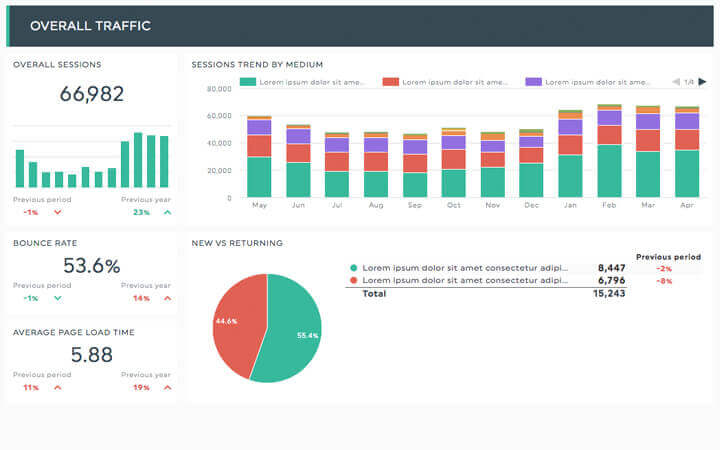 OVERALL TRAFFIC
OVERALL SESSIONS
66,982
Previous period
Previous year
-1%
23%
SESSIONS TREND BY MEDIUM
Lorem ipsum dolor sit ame...
Lorem ipsum dolor sit ame...
Lorem ipsum dolor sit ame...
1/4
80,000
60,000
40,000
20,000
0
May Jun Jul Aug Sep Oct Nov Dec Jan Feb Mar Apr
BOUNCE RATE
53.6%
Previous period
Previous year
-1%
14%
AVERAGE PAGE LOAD TIME
5.88
Previous period
Previous year
11%
19%
NEW VS RETURNING
44.6%
55.4%
Previous period
Lorem ipsum dolor sit amet consectetur adipi... 8,447 -2%
Lorem ipsum dolor sit amet consectetur adipi... 6,796 -8%
Total 15,243